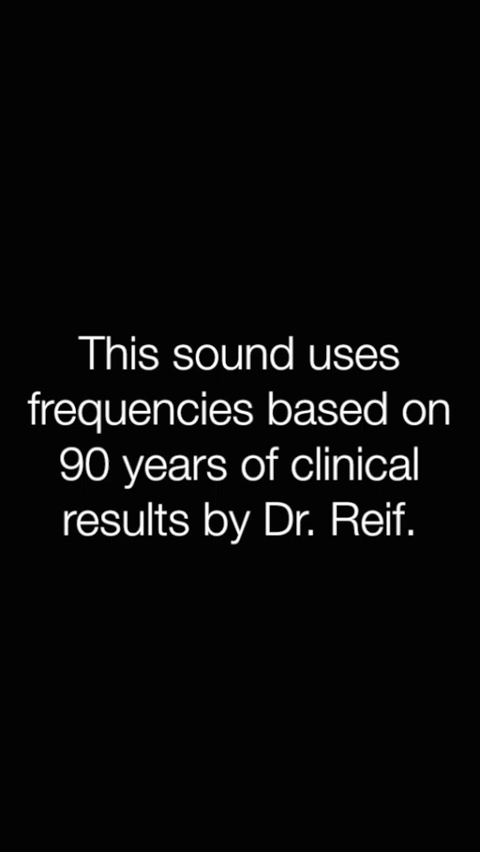 This sound uses
frequencies based on
90 years of clinical
results by Dr. Reif.